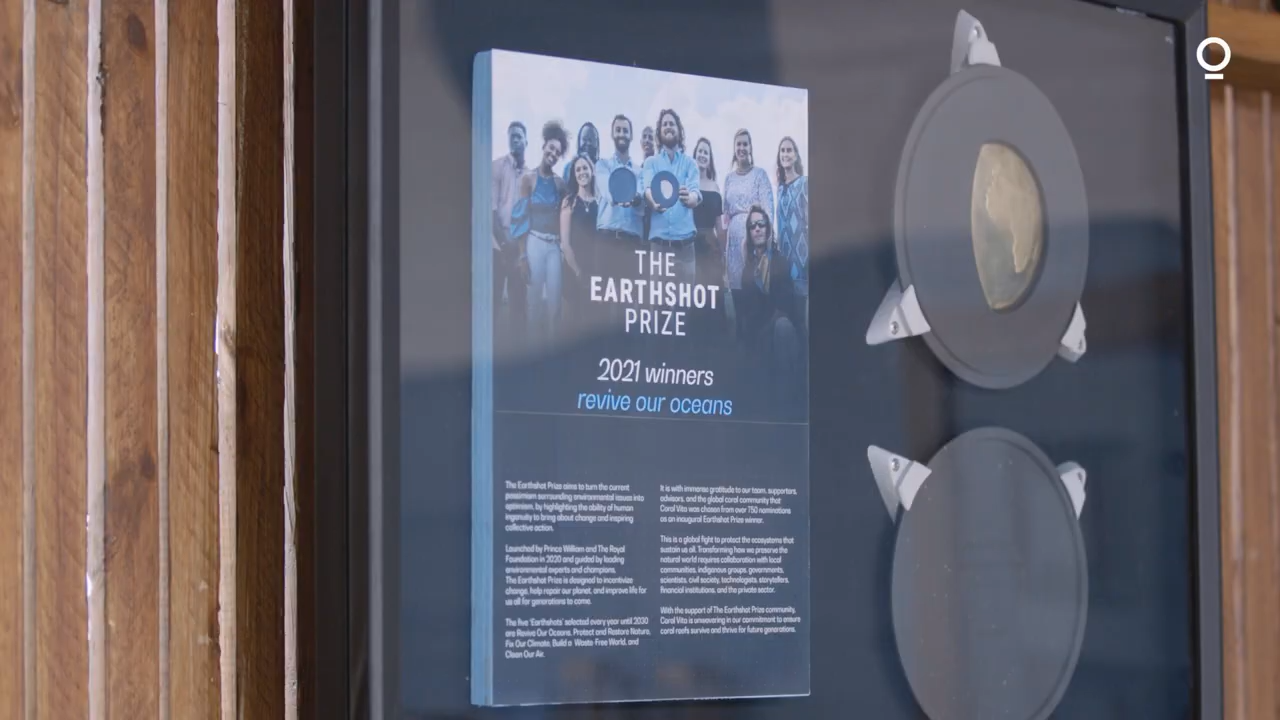 THE
EARTHSHOT
PRIZE
2021 winners
revive our oceans
The Earthshot Prize aims to turn the current
pessimism surrounding environmental issues into
optimism, by highlighting the ability of human
ingenuity to bring about change and inspiring
collective action.
Launched by Prince William and The Royal
Foundation in 2020 and guided by leading
environmental experts and champions,
The Earthshot Prize is designed to incentivize
change, help repair our planet, and improve life for
us all for generations to come.
The five 'Earthshots' selected every year until 2030
are Revive Our Oceans, Protect and Restore Nature,
Fix Our Climate, Build a Waste-Free World, and
Clean Our Air.
It is with immense gratitude to our team, supporters,
advisors, and the global coral community that
Coral Vita was chosen from over 750 nominations
as an inaugural Earthshot Prize winner.
This is a global fight to protect the ecosystems that
sustain us all. Transforming how we preserve the
natural world requires collaboration with local
communities, indigenous groups, governments,
scientists, civil society, technologists, storytellers,
financial institutions, and the private sector.
With the support of The Earthshot Prize community,
Coral Vita is unwavering in our commitment to ensure
coral reefs survive and thrive for future generations.